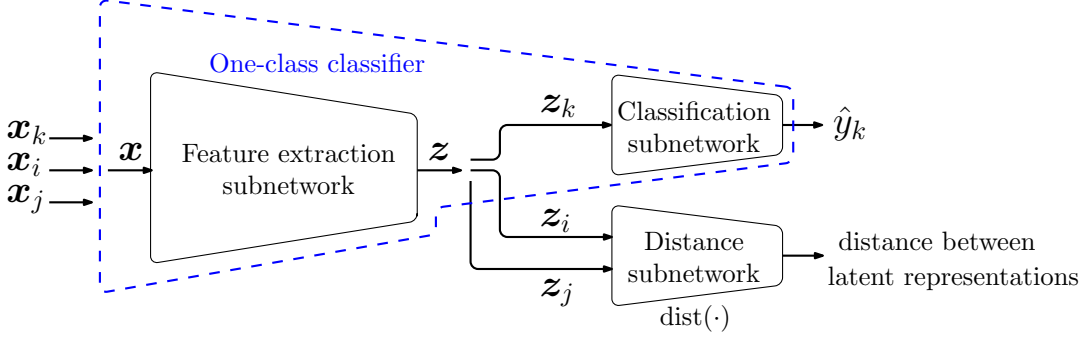 One-class classifier
x_k
x_i
x_j
x
Feature extraction
subnetwork
z
z_k
Classification
subnetwork
ŷ_k
z_i
z_j
Distance
subnetwork
dist(·)
distance between
latent representations